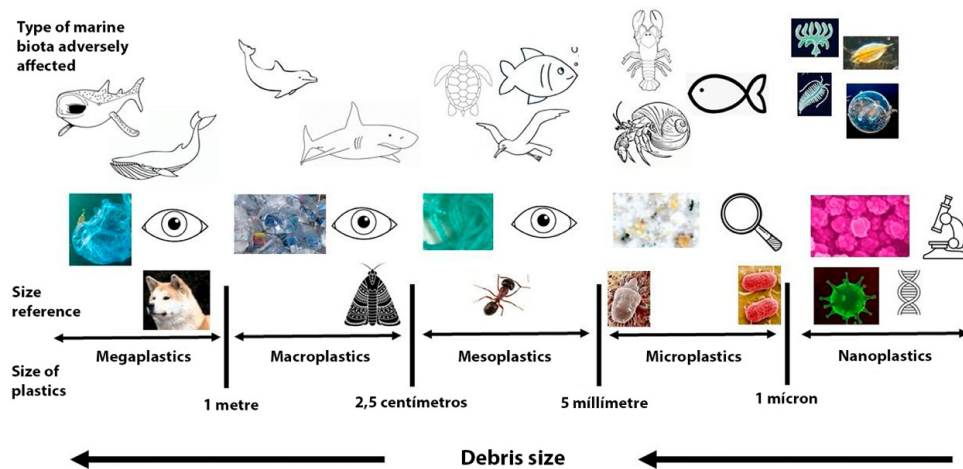 Type of marine
biota adversely
affected
Size
reference
Megaplastics
Macroplastics
Mesoplastics
Microplastics
Nanoplastics
Size of
plastics
1 metre
2,5 centímetros
5 míllímetre
1 mícron
Debris size